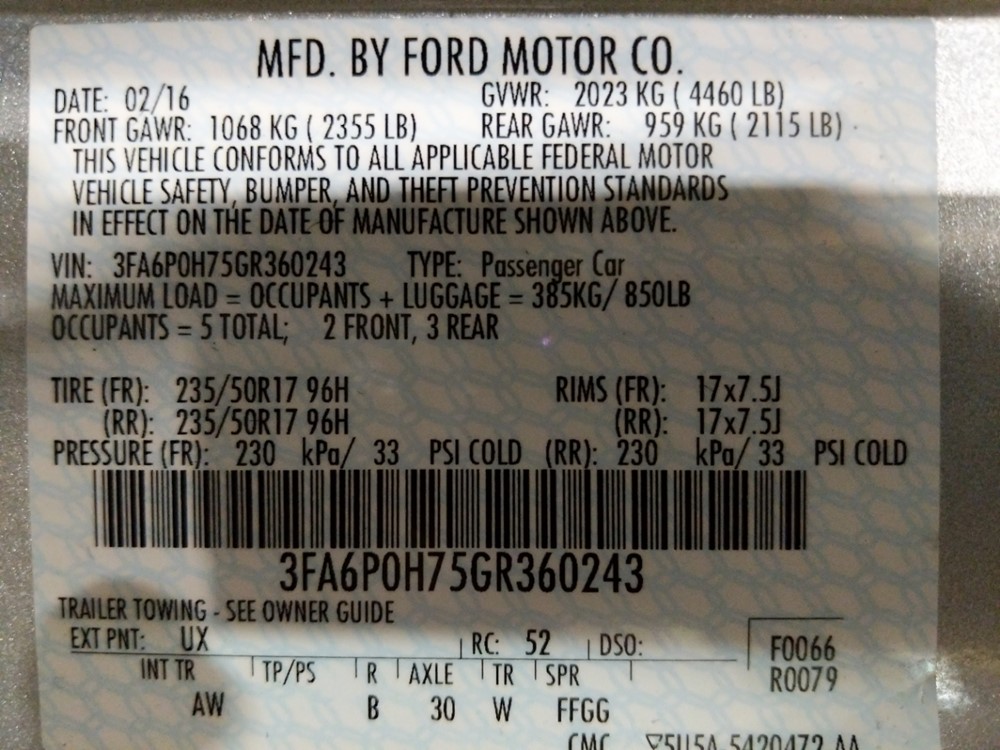 MFD. BY FORD MOTOR CO.
DATE: 02/16 GVWR: 2023 KG ( 4460 LB)
FRONT GAWR: 1068 KG ( 2355 LB) REAR GAWR: 959 KG ( 2115 LB)
THIS VEHICLE CONFORMS TO ALL APPLICABLE FEDERAL MOTOR
VEHICLE SAFETY, BUMPER, AND THEFT PREVENTION STANDARDS
IN EFFECT ON THE DATE OF MANUFACTURE SHOWN ABOVE.
VIN: 3FA6P0H75GR360243 TYPE: Passenger Car
MAXIMUM LOAD = OCCUPANTS + LUGGAGE = 385KG/ 850LB
OCCUPANTS = 5 TOTAL; 2 FRONT, 3 REAR
TIRE (FR): 235/50R17 96H RIMS (FR): 17x7.5J
(RR): 235/50R17 96H (RR): 17x7.5J
PRESSURE (FR): 230 kPa/ 33 PSI COLD (RR): 230 kPa/ 33 PSI COLD
3FA6P0H75GR360243
TRAILER TOWING - SEE OWNER GUIDE
EXT PNT: UX RC: 52 DSO: F0066
INT TR TP/PS R AXLE TR SPR R0079
AW B 30 W FFGG
CMC 5U5A-5420472-AA